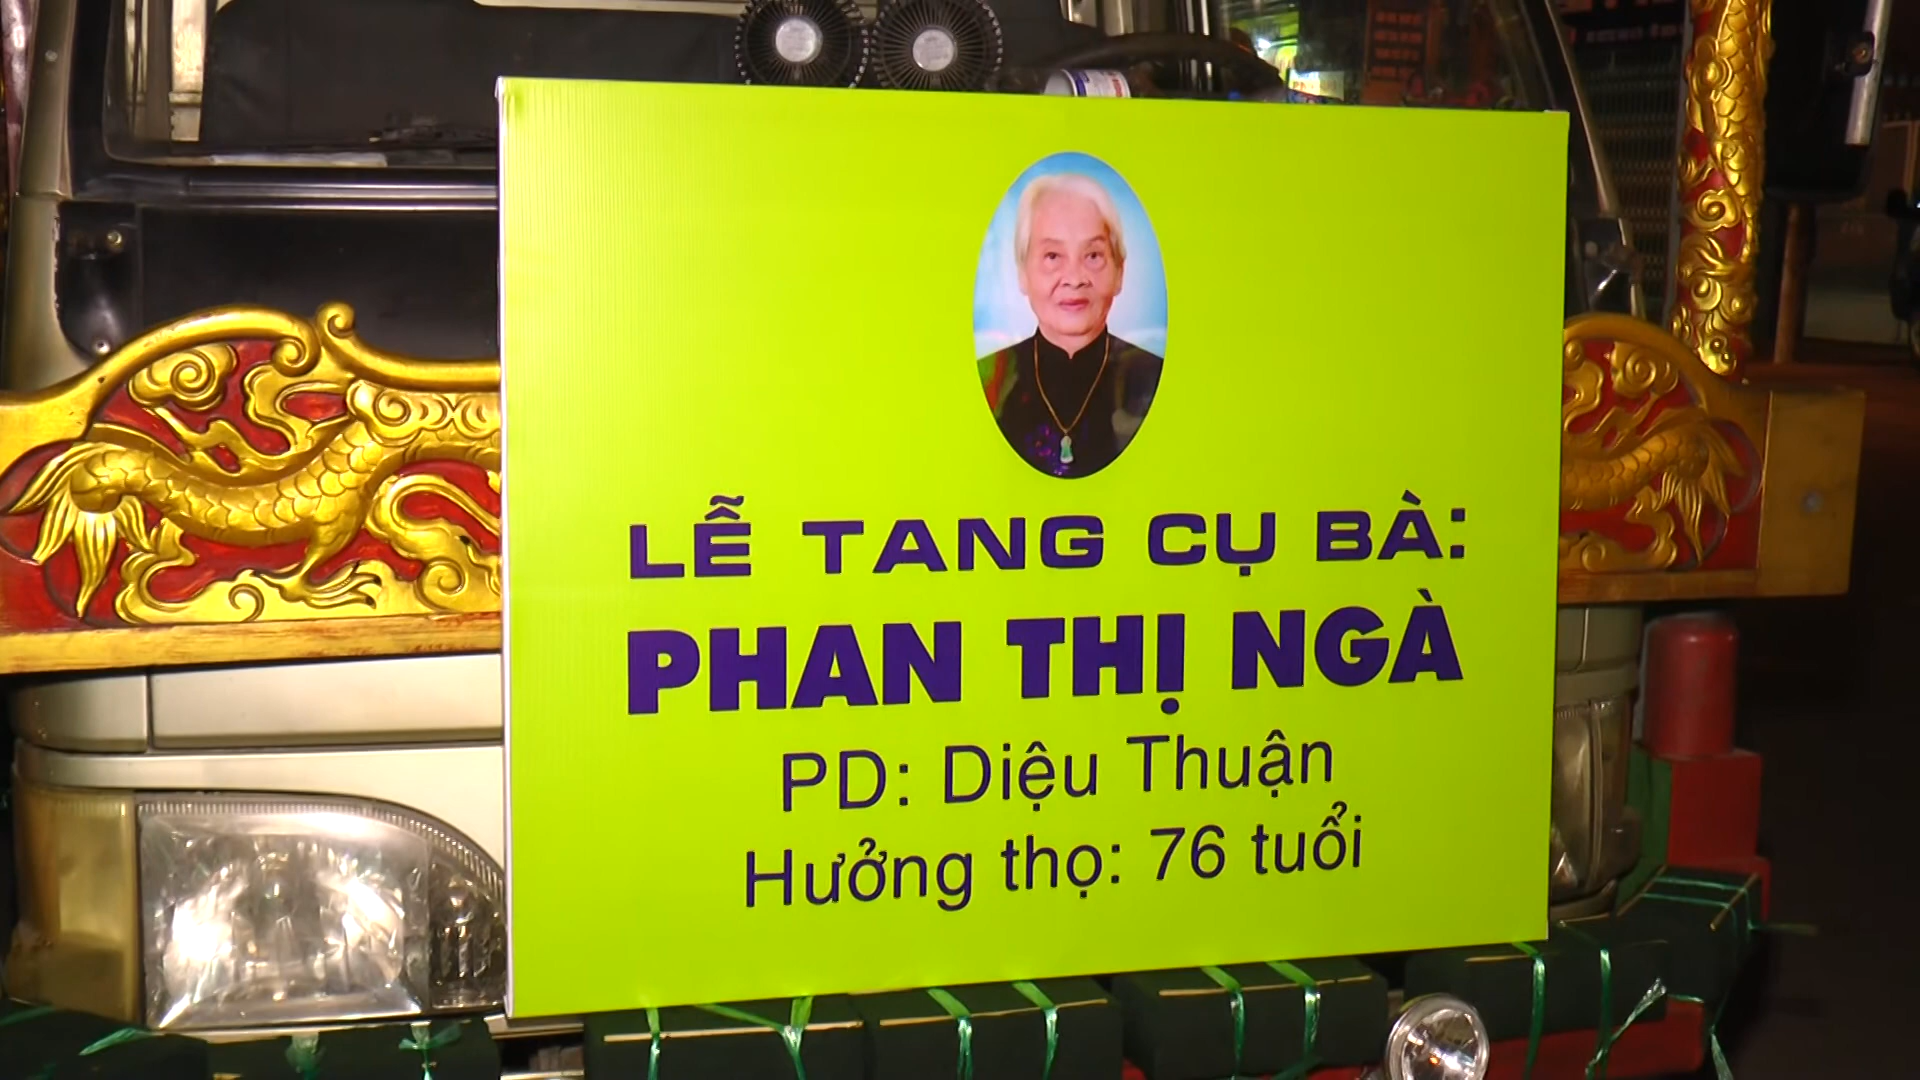 LỄ TANG CỤ BÀ:
PHAN THỊ NGÀ
PD: Diệu Thuận
Hưởng thọ: 76 tuổi